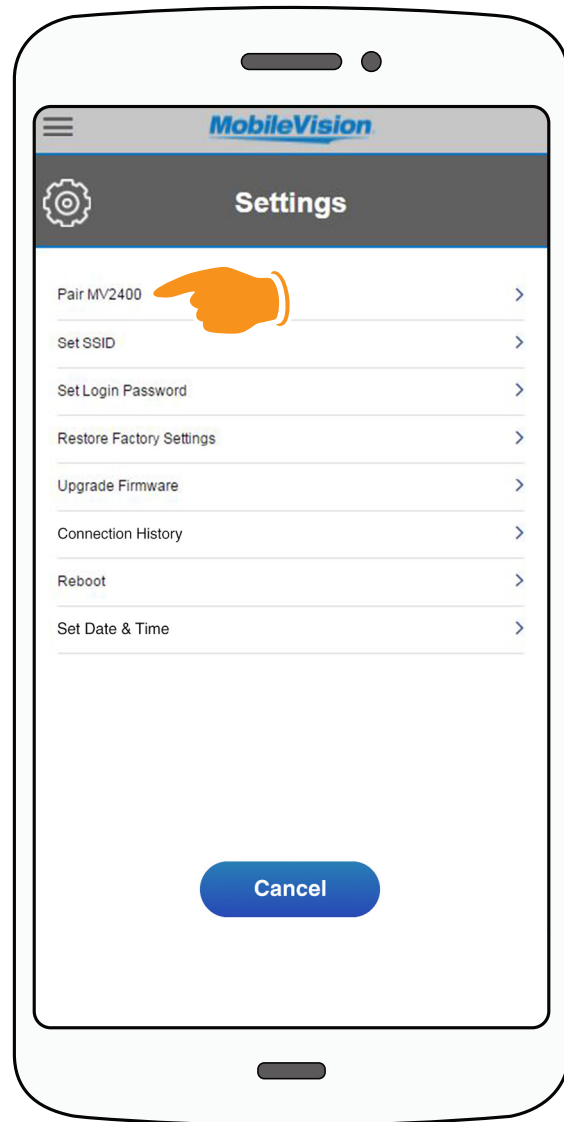 MobileVision
Settings
Pair MV2400
Set SSID
Set Login Password
Restore Factory Settings
Upgrade Firmware
Connection History
Reboot
Set Date & Time
Cancel